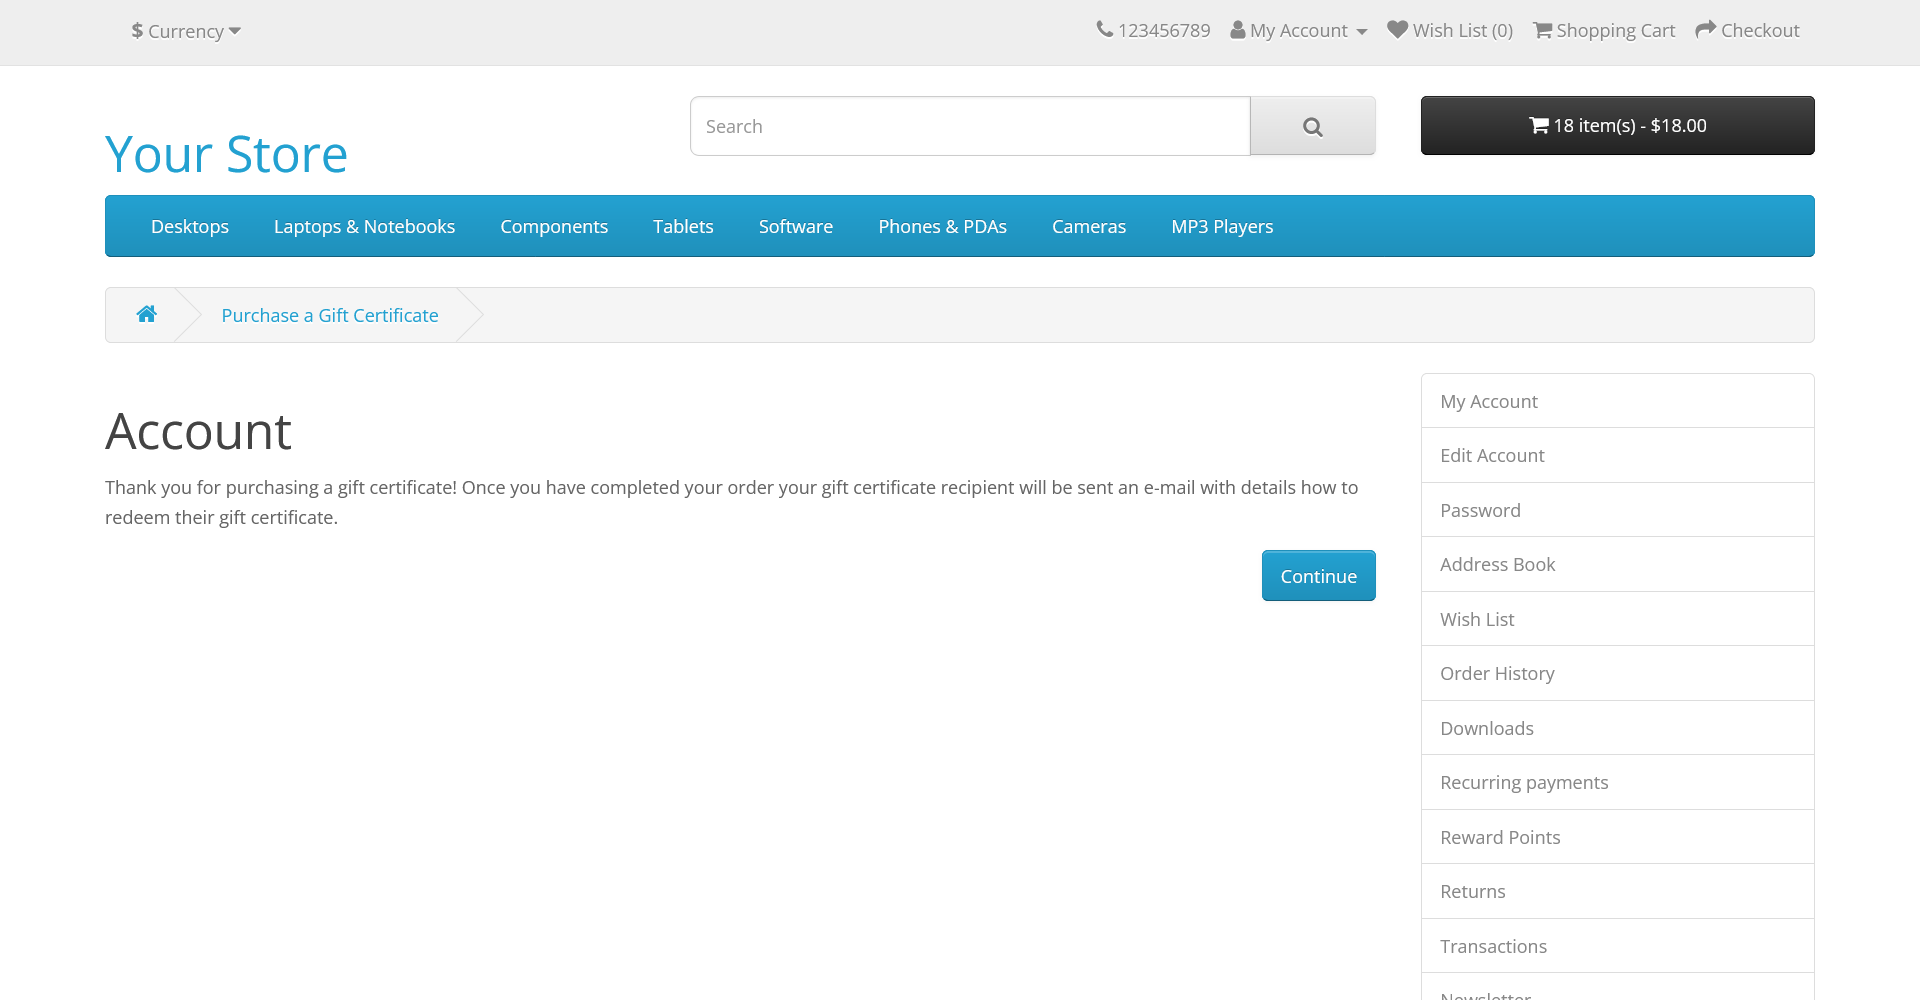 $ Currency
123456789 My Account Wish List (0) Shopping Cart Checkout
Your Store
Search
18 item(s) - $18.00
Desktops Laptops & Notebooks Components Tablets Software Phones & PDAs Cameras MP3 Players
Purchase a Gift Certificate
Account
Thank you for purchasing a gift certificate! Once you have completed your order your gift certificate recipient will be sent an e-mail with details how to
redeem their gift certificate.
Continue
My Account
Edit Account
Password
Address Book
Wish List
Order History
Downloads
Recurring payments
Reward Points
Returns
Transactions
Newsletter